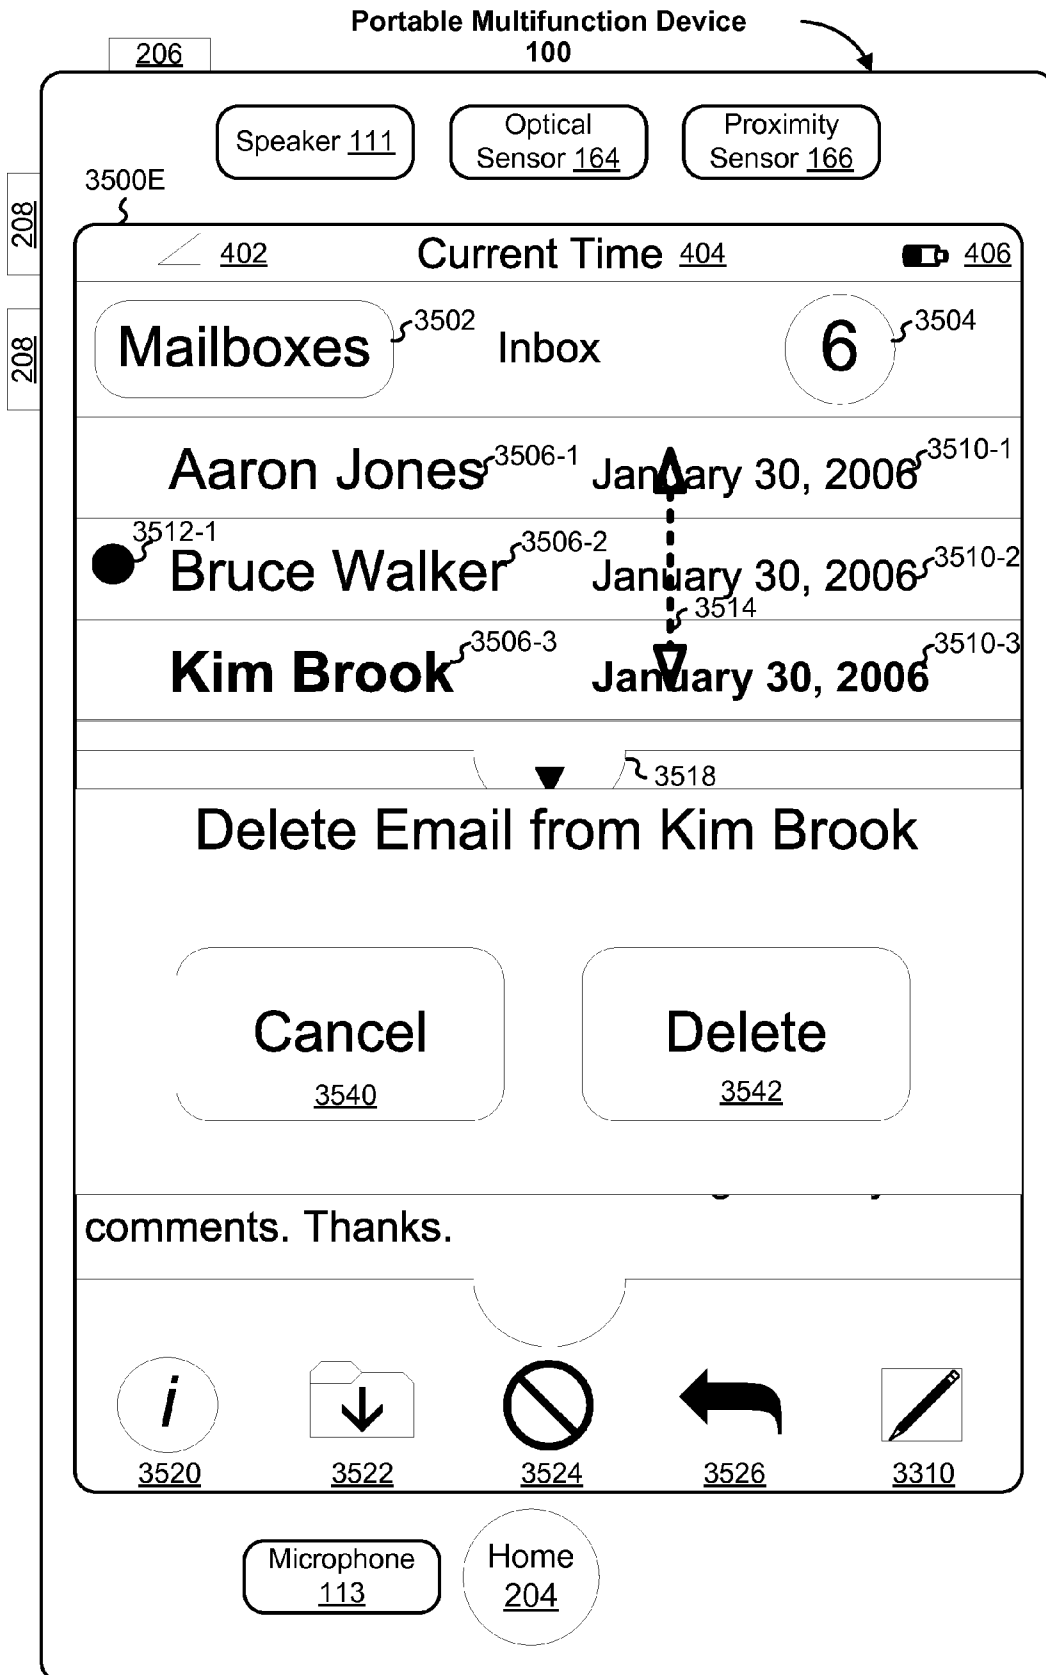 Portable Multifunction Device
100
206
Speaker 111
Optical
Sensor 164
Proximity
Sensor 166
3500E
208
208
402
Current Time 404
406
Mailboxes
3502
Inbox
6
3504
Aaron Jones
3506-1
January 30, 2006
3510-1
3512-1
Bruce Walker
3506-2
January 30, 2006
3510-2
3514
Kim Brook
3506-3
January 30, 2006
3510-3
3518
Delete Email from Kim Brook
Cancel
3540
Delete
3542
comments. Thanks.
i
3520
3522
3524
3526
3310
Microphone
113
Home
204